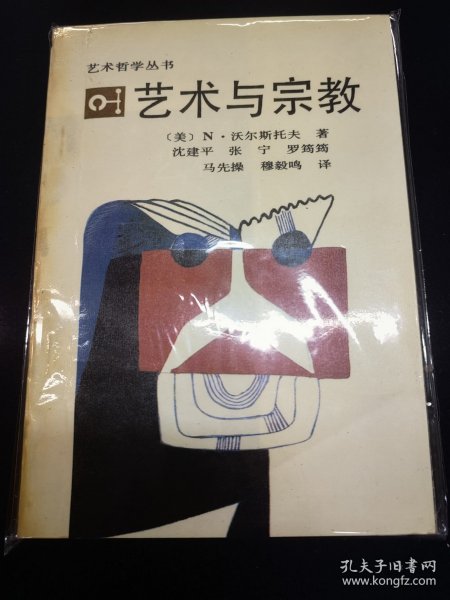 艺术哲学丛书
艺术与宗教
〔美〕N·沃尔斯托夫 著
沈建平 张宁 罗筠筠
马先操 穆毅鸣 译
孔夫子旧书网
www.kongfz.com